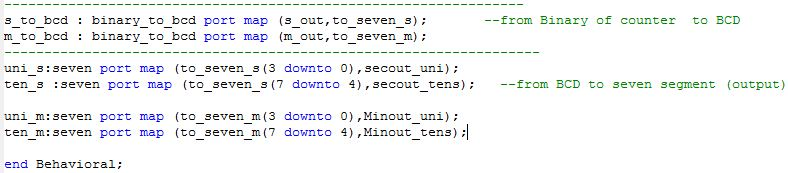 --------------------------------------------------------------
s_to_bcd : binary_to_bcd port map (s_out,to_seven_s);        --from Binary of counter  to BCD
m_to_bcd : binary_to_bcd port map (m_out,to_seven_m);
----------------------------------------------------------------
uni_s:seven port map (to_seven_s(3 downto 0),secout_uni);
ten_s :seven port map (to_seven_s(7 downto 4),secout_tens);   --from BCD to seven segment (output)
uni_m:seven port map (to_seven_m(3 downto 0),Minout_uni);
ten_m:seven port map (to_seven_m(7 downto 4),Minout_tens);
end Behavioral;